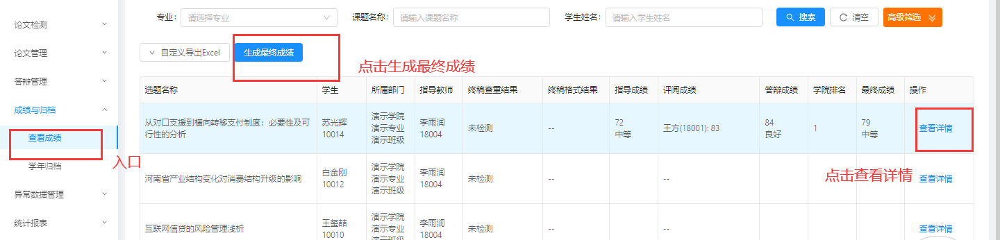 专业: 请选择专业 课题名称: 请输入课题名称 学生姓名: 请输入学生姓名 搜索 清空 高级筛选
论文检测
论文管理
答辩管理
成绩与归档
查看成绩
入口
学年归档
异常数据管理
统计报表
自定义导出Excel 生成最终成绩
点击生成最终成绩
选题名称 学生 所属部门 指导教师 终稿查重结果 终稿格式结果 指导成绩 评阅成绩 答辩成绩 学院排名 最终成绩 操作
从对口支援到横向转移支付制度：必要性及可
行性的分析
苏光辉
10014
演示学院
演示专业
演示班级
李雨润
18004
未检测
--
72
中等
王方(18001): 83
84
良好
1
79
中等
查看详情
点击查看详情
河南省产业结构变化对消费结构升级的影响
白金刚
10012
演示学院
演示专业
演示班级
李雨润
18004
未检测
--
--
查看详情
互联网信贷的风险管理浅析
王玺喆
10010
演示学院
演示专业
演示班级
李雨润
18004
未检测
--
--
查看详情